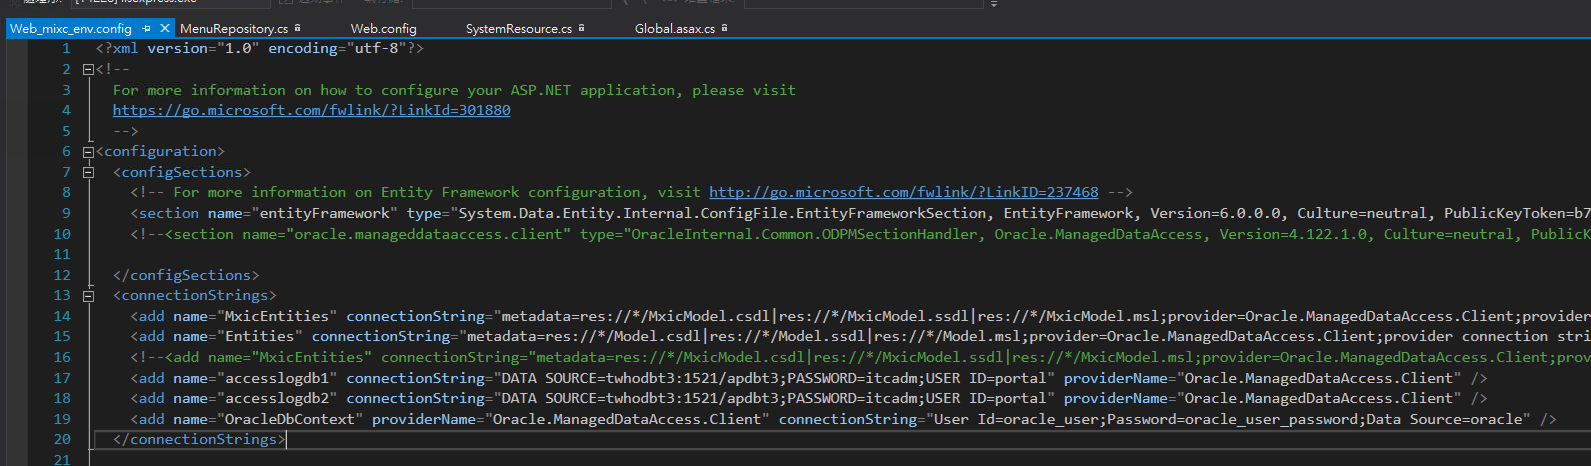 Web_mixc_env.config MenuRepository.cs Web.config SystemResource.cs Global.asax.cs
1 <?xml version="1.0" encoding="utf-8"?>
2 <!--
3 For more information on how to configure your ASP.NET application, please visit
4 https://go.microsoft.com/fwlink/?LinkId=301880
5 -->
6 <configuration>
7 <configSections>
8 <!-- For more information on Entity Framework configuration, visit http://go.microsoft.com/fwlink/?LinkID=237468 -->
9 <section name="entityFramework" type="System.Data.Entity.Internal.ConfigFile.EntityFrameworkSection, EntityFramework, Version=6.0.0.0, Culture=neutral, PublicKeyToken=b7
10 <!--<section name="oracle.manageddataaccess.client" type="OracleInternal.Common.ODPMSectionHandler, Oracle.ManagedDataAccess, Version=4.122.1.0, Culture=neutral, PublicK
11
12 </configSections>
13 <connectionStrings>
14 <add name="MxicEntities" connectionString="metadata=res://*/MxicModel.csdl|res://*/MxicModel.ssdl|res://*/MxicModel.msl;provider=Oracle.ManagedDataAccess.Client;provider
15 <add name="Entities" connectionString="metadata=res://*/Model.csdl|res://*/Model.ssdl|res://*/Model.msl;provider=Oracle.ManagedDataAccess.Client;provider connection stri
16 <!--<add name="MxicEntities" connectionString="metadata=res://*/MxicModel.csdl|res://*/MxicModel.ssdl|res://*/MxicModel.msl;provider=Oracle.ManagedDataAccess.Client;prov
17 <add name="accesslogdb1" connectionString="DATA SOURCE=twhodbt3:1521/apdbt3;PASSWORD=itcadm;USER ID=portal" providerName="Oracle.ManagedDataAccess.Client" />
18 <add name="accesslogdb2" connectionString="DATA SOURCE=twhodbt3:1521/apdbt3;PASSWORD=itcadm;USER ID=portal" providerName="Oracle.ManagedDataAccess.Client" />
19 <add name="OracleDbContext" providerName="Oracle.ManagedDataAccess.Client" connectionString="User Id=oracle_user;Password=oracle_user_password;Data Source=oracle" />
20 </connectionStrings>
21